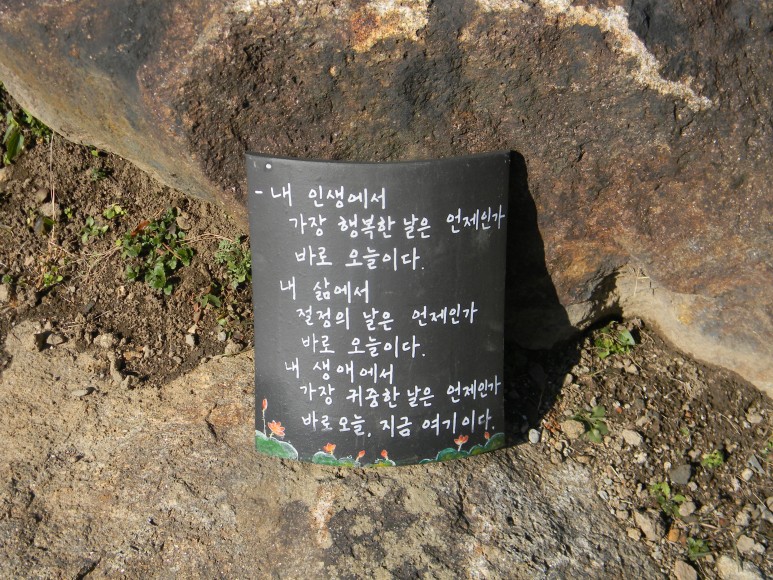 - 내 인생에서
가장 행복한 날은 언제인가
바로 오늘이다.
내 삶에서
절정의 날은 언제인가
바로 오늘이다.
내 생애에서
가장 귀중한 날은 언제인가
바로 오늘, 지금 여기이다.